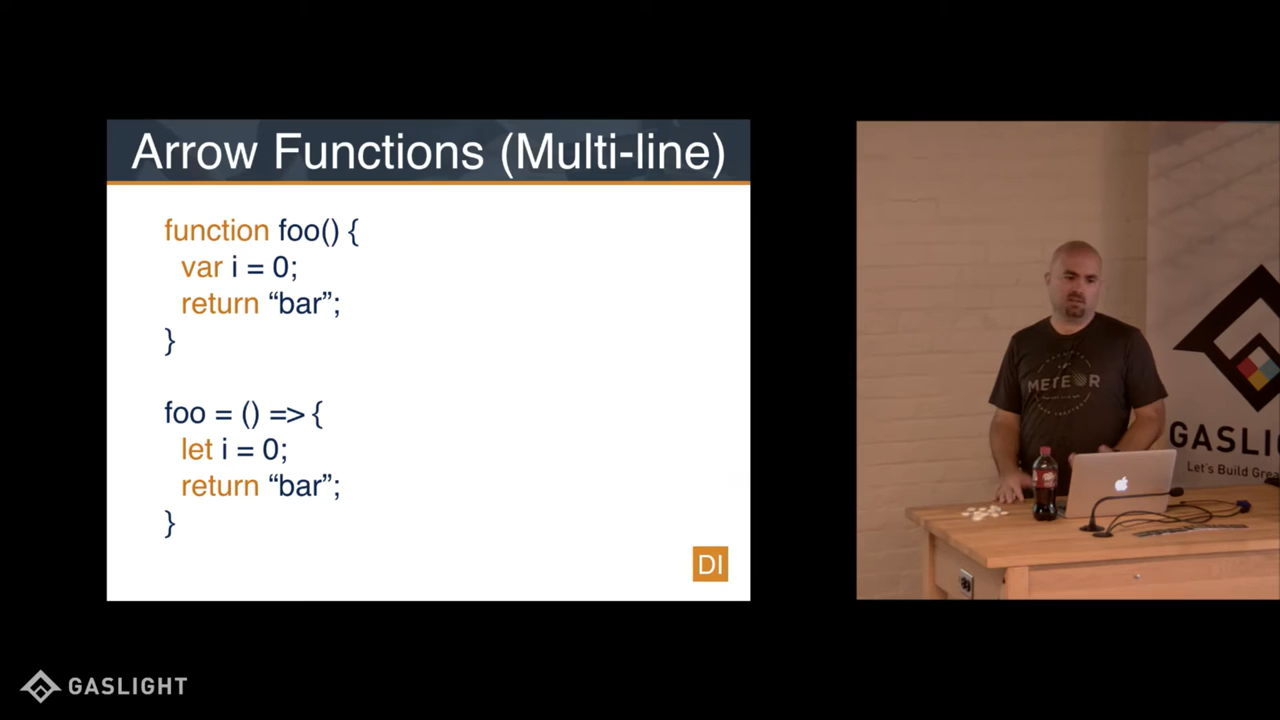 Arrow Functions (Multi-line)
function foo() {
var i = 0;
return “bar”;
}
foo = () => {
let i = 0;
return “bar”;
}
DI
METEOR
GASLIG
Let's Build Grea
GASLIGHT